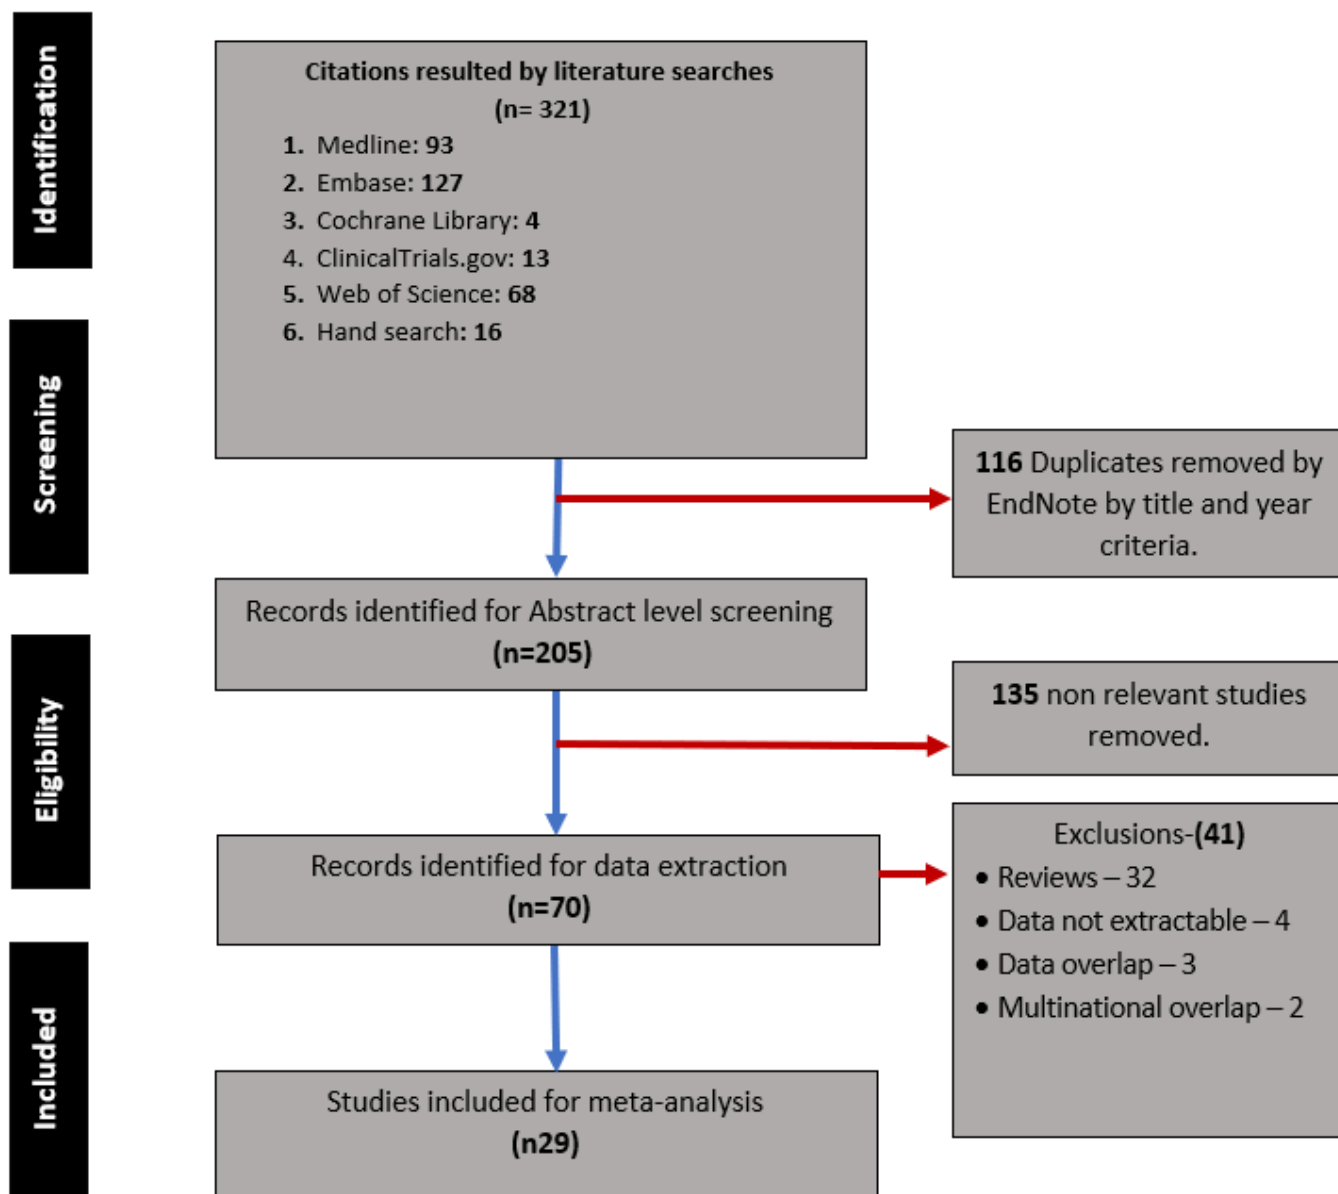 Identification
Citations resulted by literature searches
(n= 321)
1. Medline: 93
2. Embase: 127
3. Cochrane Library: 4
4. ClinicalTrials.gov: 13
5. Web of Science: 68
6. Hand search: 16
Screening
116 Duplicates removed by
EndNote by title and year
criteria.
Records identified for Abstract level screening
(n=205)
Eligibility
135 non relevant studies
removed.
Records identified for data extraction
(n=70)
Exclusions-(41)
• Reviews – 32
• Data not extractable – 4
• Data overlap – 3
• Multinational overlap – 2
Included
Studies included for meta-analysis
(n29)